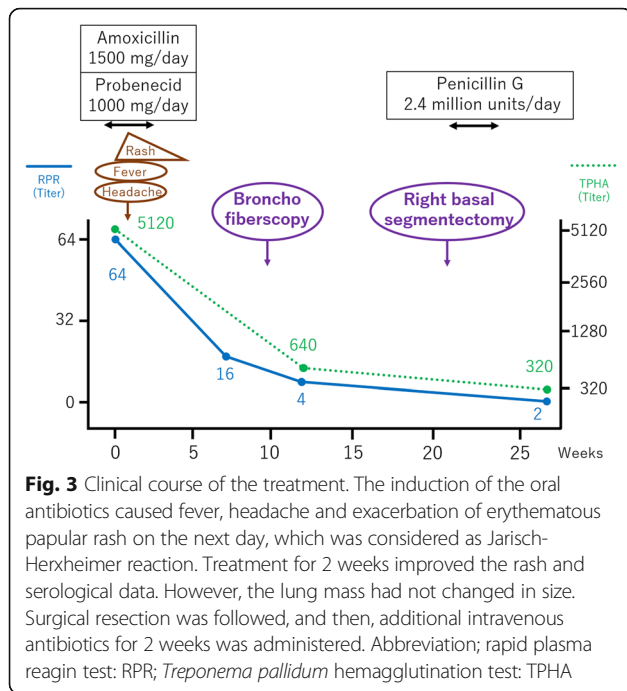 Amoxicillin
1500 mg/day
Probenecid
1000 mg/day
Penicillin G
2.4 million units/day
Rash
Fever
Headache
RPR
(Titer)
TPHA
(Titer)
Broncho
fiberscopy
Right basal
segmentectomy
5120
64
64
16
32
0
640
4
320
2
5120
2560
1280
320
0
5
10
15
20
25
Weeks
Fig. 3 Clinical course of the treatment. The induction of the oral
antibiotics caused fever, headache and exacerbation of erythematous
papular rash on the next day, which was considered as Jarisch-
Herxheimer reaction. Treatment for 2 weeks improved the rash and
serological data. However, the lung mass had not changed in size.
Surgical resection was followed, and then, additional intravenous
antibiotics for 2 weeks was administered. Abbreviation; rapid plasma
reagin test: RPR; Treponema pallidum hemagglutination test: TPHA